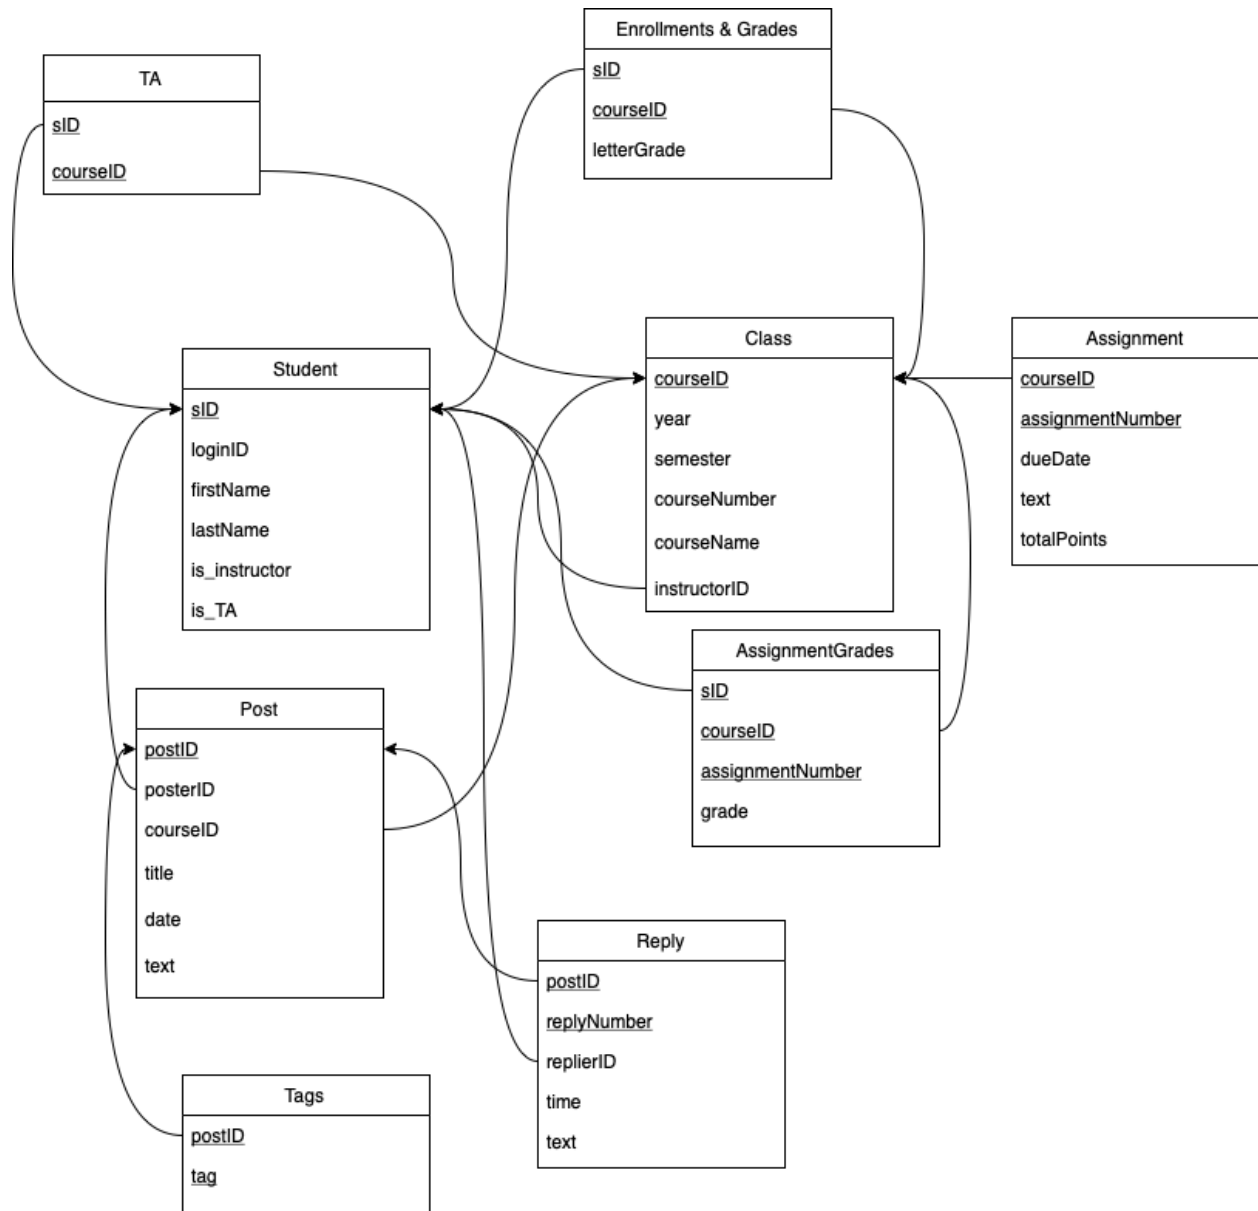 Enrollments & Grades
sID
courseID
letterGrade
TA
sID
courseID
Class
courseID
year
semester
courseNumber
courseName
instructorID
Assignment
courseID
assignmentNumber
dueDate
text
totalPoints
Student
sID
loginID
firstName
lastName
is_instructor
is_TA
AssignmentGrades
sID
courseID
assignmentNumber
grade
Post
postID
posterID
courseID
title
date
text
Reply
postID
replyNumber
replierID
time
text
Tags
postID
tag